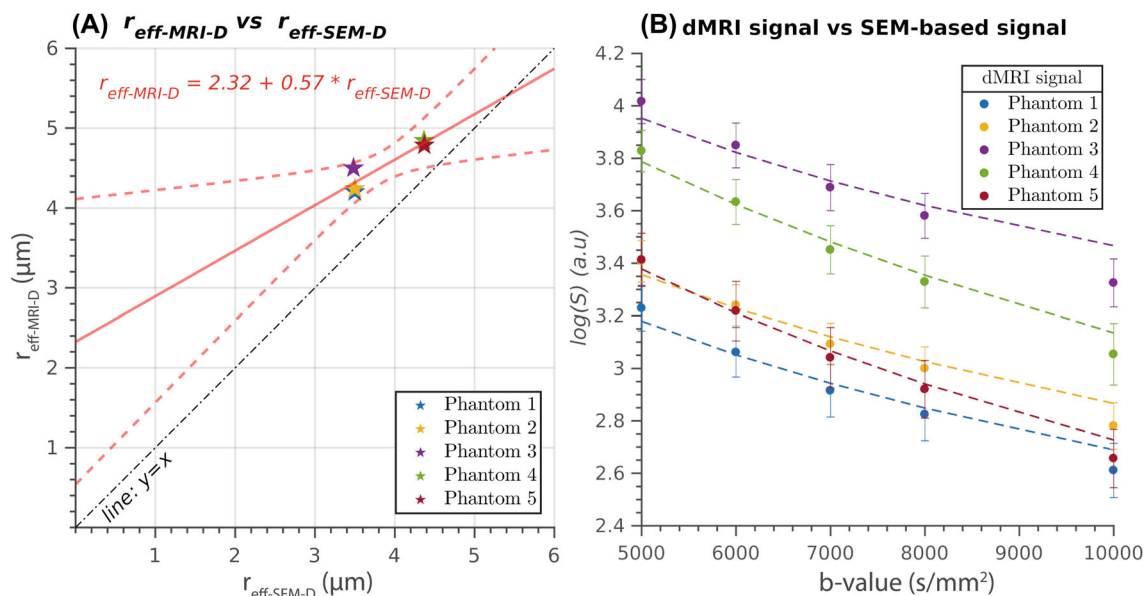 (A) r_eff-MRI-D vs r_eff-SEM-D
r_eff-MRI-D = 2.32 + 0.57 * r_eff-SEM-D
r_eff-MRI-D (µm)
6
5
4
3
2
1
line: y=x
Phantom 1
Phantom 2
Phantom 3
Phantom 4
Phantom 5
1 2 3 4 5 6
r_eff-SEM-D (µm)
(B) dMRI signal vs SEM-based signal
log(S) (a.u)
4.2
4
3.8
3.6
3.4
3.2
3
2.8
2.6
2.4
dMRI signal
Phantom 1
Phantom 2
Phantom 3
Phantom 4
Phantom 5
5000 6000 7000 8000 9000 10000
b-value (s/mm²)